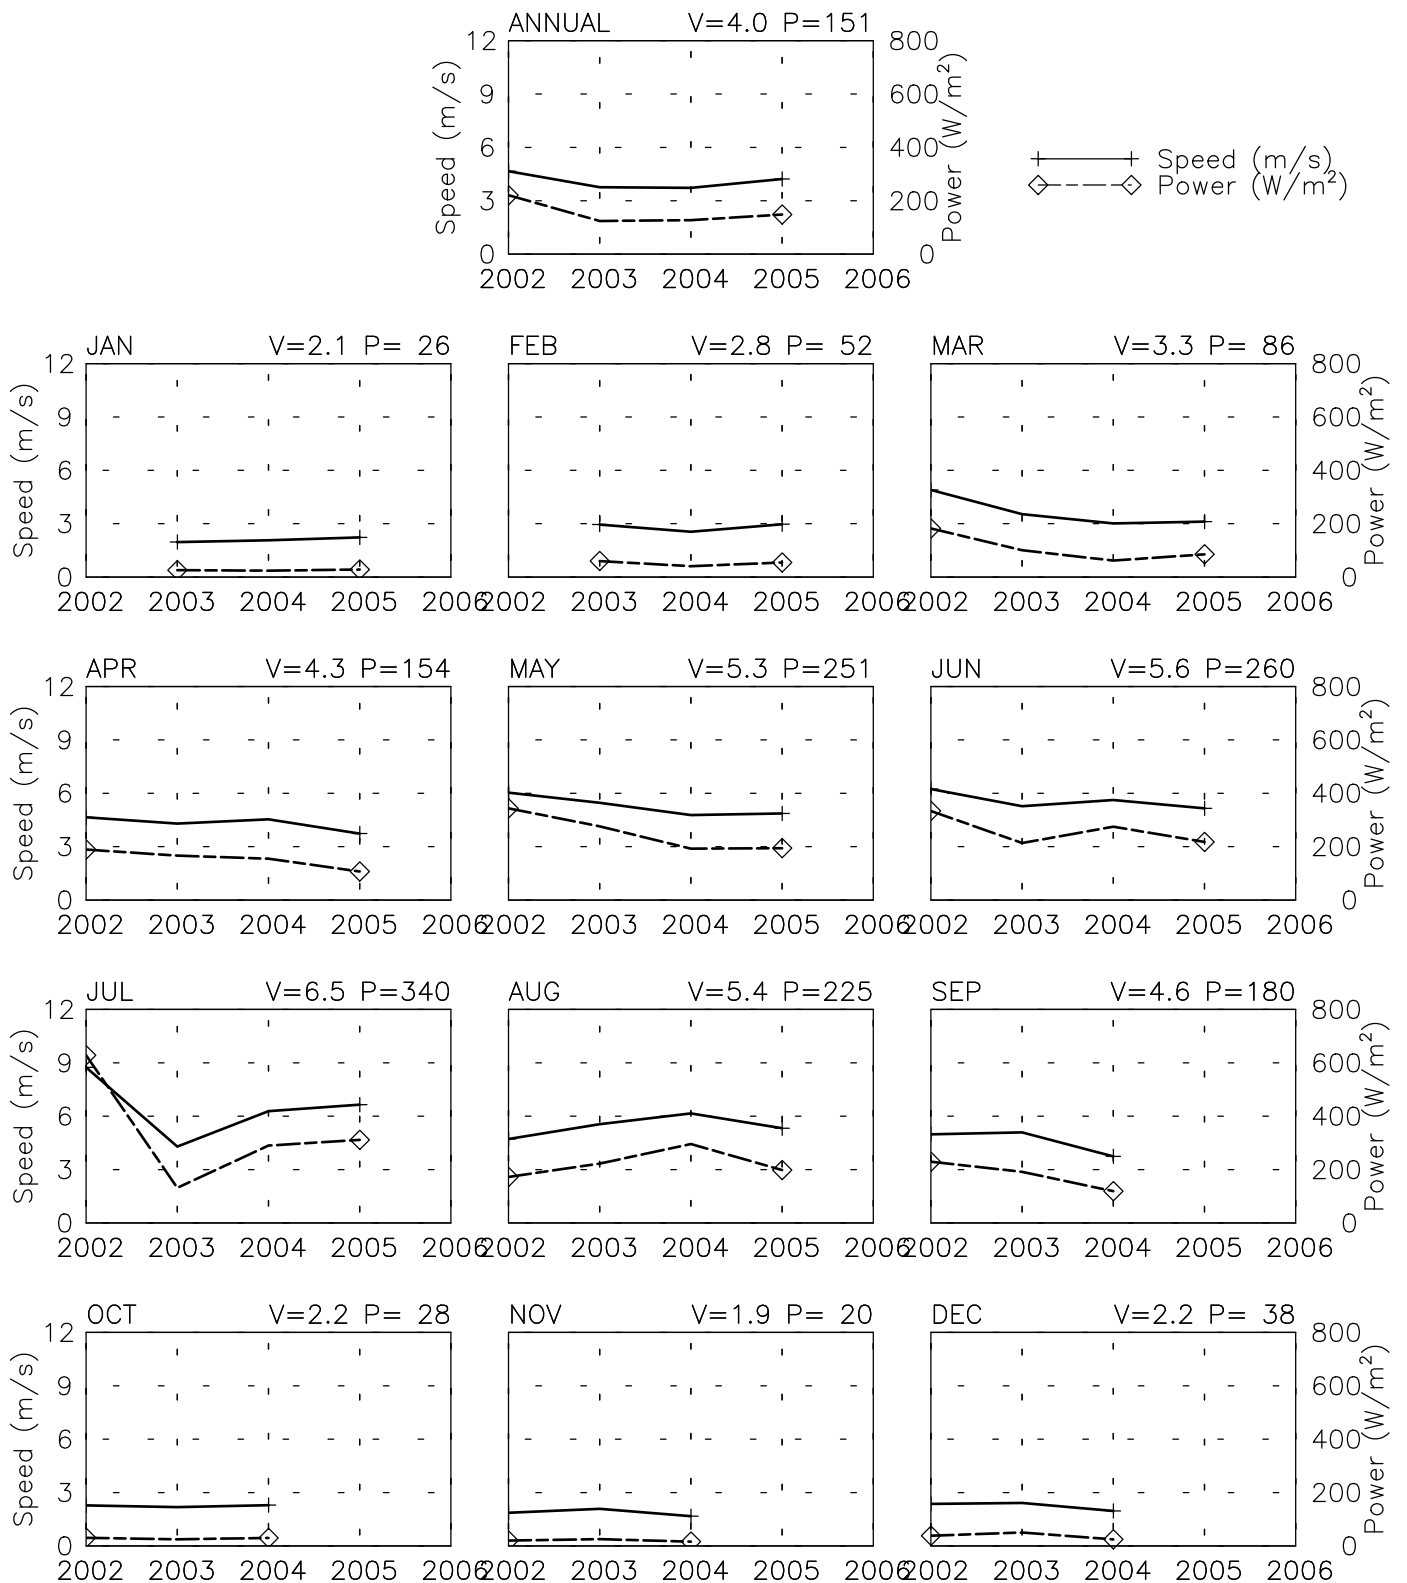 ANNUAL V=4.0 P=151
12 800
9 600
6 400
3 200
0 0
Speed (m/s)
Power (W/m²)
2002 2003 2004 2005 2006
Speed (m/s)
Power (W/m²)
JAN V=2.1 P= 26
FEB V=2.8 P= 52
MAR V=3.3 P= 86
12 800
9 600
6 400
3 200
0 0
Speed (m/s)
Power (W/m²)
2002 2003 2004 2005 2006
2002 2003 2004 2005 2006
2002 2003 2004 2005 2006
APR V=4.3 P=154
MAY V=5.3 P=251
JUN V=5.6 P=260
12 800
9 600
6 400
3 200
0 0
Speed (m/s)
Power (W/m²)
2002 2003 2004 2005 2006
2002 2003 2004 2005 2006
2002 2003 2004 2005 2006
JUL V=6.5 P=340
AUG V=5.4 P=225
SEP V=4.6 P=180
12 800
9 600
6 400
3 200
0 0
Speed (m/s)
Power (W/m²)
2002 2003 2004 2005 2006
2002 2003 2004 2005 2006
2002 2003 2004 2005 2006
OCT V=2.2 P= 28
NOV V=1.9 P= 20
DEC V=2.2 P= 38
12 800
9 600
6 400
3 200
0 0
Speed (m/s)
Power (W/m²)
2002 2003 2004 2005 2006
2002 2003 2004 2005 2006
2002 2003 2004 2005 2006